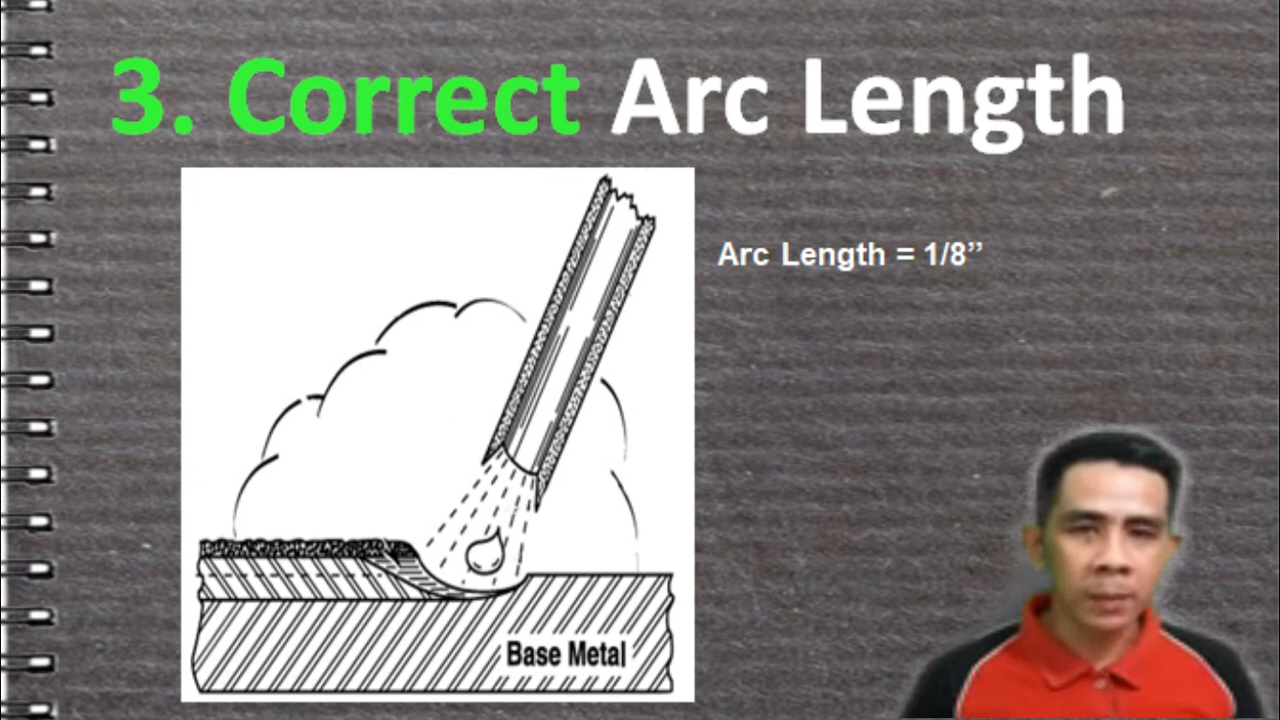 3. Correct Arc Length
Arc Length = 1/8”
Base Metal